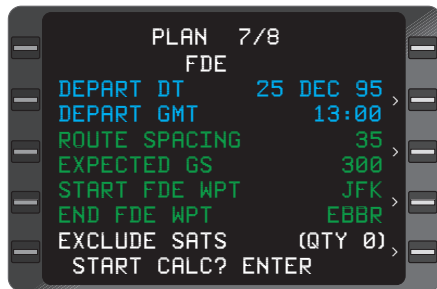 PLAN 7/8
FDE
DEPART DT 25 DEC 95
DEPART GMT 13:00 >
ROUTE SPACING 35
EXPECTED GS 300 >
START FDE WPT JFK
END FDE WPT EBBR >
EXCLUDE SATS (QTY 0)
START CALC? ENTER >